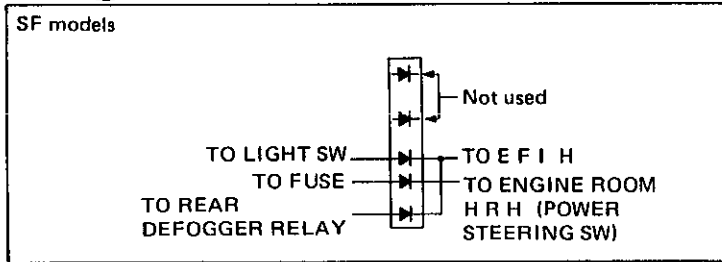 SF models
Not used
TO LIGHT SW
TO E F I H
TO FUSE
TO ENGINE ROOM
H R H (POWER
STEERING SW)
TO REAR
DEFOGGER RELAY